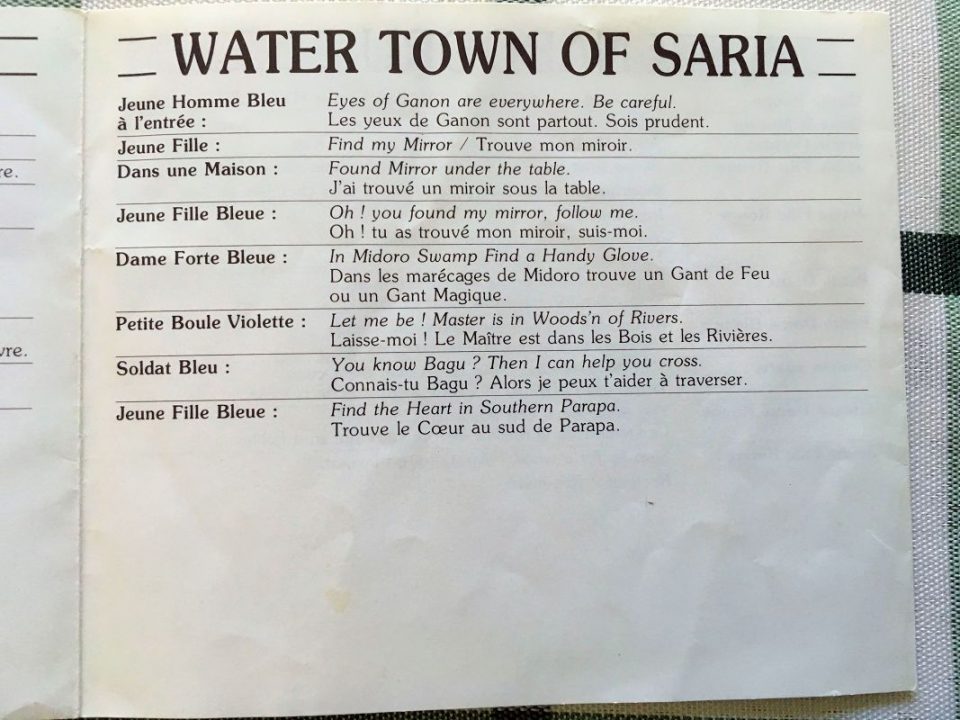 WATER TOWN OF SARIA
Jeune Homme Bleu Eyes of Ganon are everywhere. Be careful.
à l'entrée : Les yeux de Ganon sont partout. Sois prudent.
Jeune Fille : Find my Mirror / Trouve mon miroir.
Dans une Maison : Found Mirror under the table.
J'ai trouvé un miroir sous la table.
Jeune Fille Bleue : Oh ! you found my mirror, follow me.
Oh ! tu as trouvé mon miroir, suis-moi.
Dame Forte Bleue : In Midoro Swamp Find a Handy Glove.
Dans les marécages de Midoro trouve un Gant de Feu
ou un Gant Magique.
Petite Boule Violette : Let me be ! Master is in Woods'n of Rivers.
Laisse-moi ! Le Maître est dans les Bois et les Rivières.
Soldat Bleu : You know Bagu ? Then I can help you cross.
Connais-tu Bagu ? Alors je peux t'aider à traverser.
Jeune Fille Bleue : Find the Heart in Southern Parapa.
Trouve le Cœur au sud de Parapa.